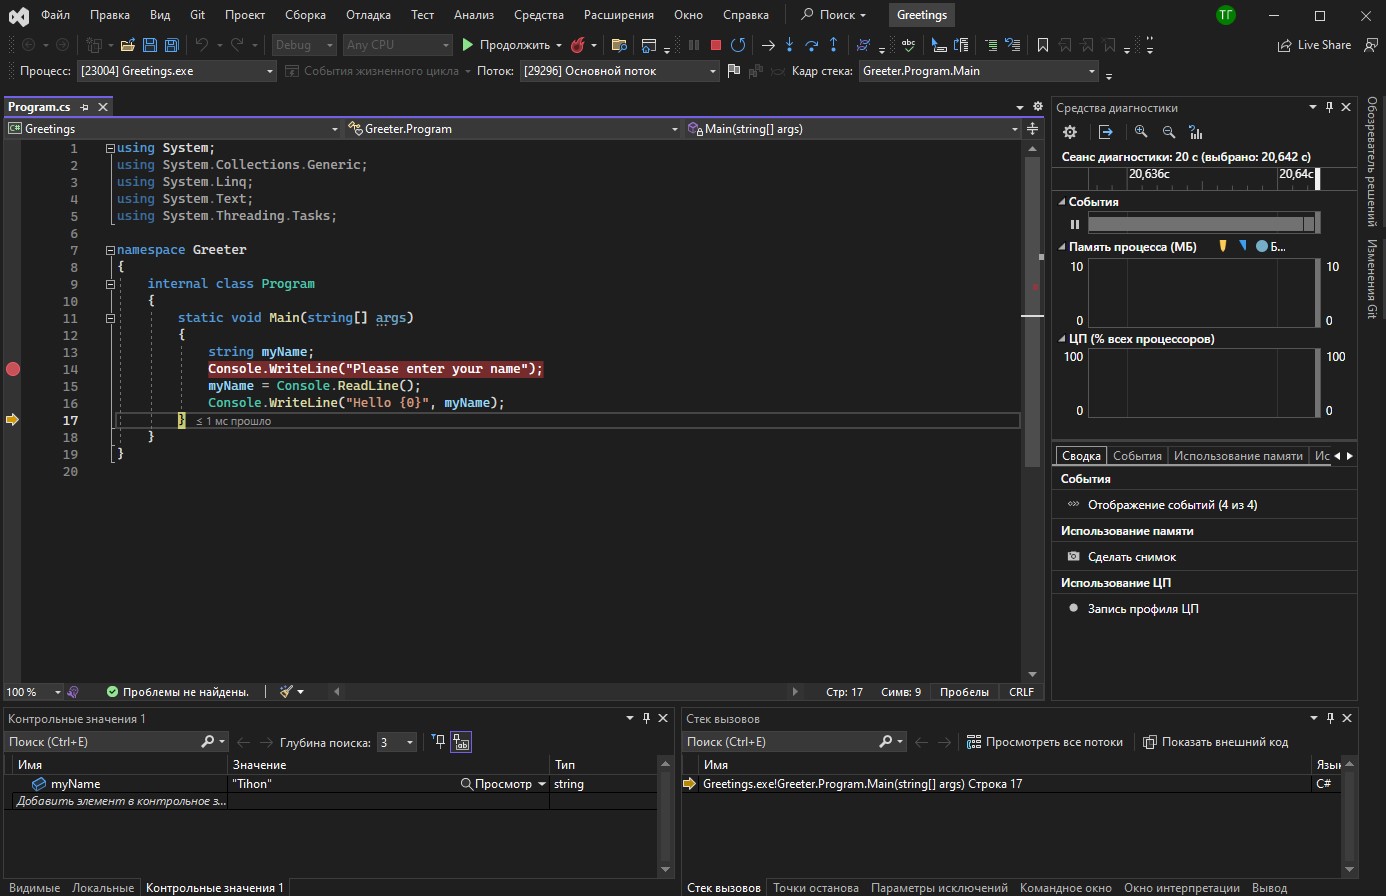 Файл Правка Вид Git Проект Сборка Отладка Тест Анализ Средства Расширения Окно Справка Поиск Greetings ТГ
Debug Any CPU Продолжить Live Share
Процесс: [23004] Greetings.exe События жизненного цикла Поток: [29296] Основной поток Кадр стека: Greeter.Program.Main
Program.cs
C# Greetings Greeter.Program Main(string[] args)
1 using System;
2 using System.Collections.Generic;
3 using System.Linq;
4 using System.Text;
5 using System.Threading.Tasks;
6
7 namespace Greeter
8 {
9 internal class Program
10 {
11 static void Main(string[] args)
12 {
13 string myName;
14 Console.WriteLine("Please enter your name");
15 myName = Console.ReadLine();
16 Console.WriteLine("Hello {0}", myName);
17 } ≤ 1 мс прошло
18 }
19 }
20
100 % Проблемы не найдены. Стр: 17 Симв: 9 Пробелы CRLF
Средства диагностики
Сеанс диагностики: 20 с (выбрано: 20,642 с)
20,636с 20,64с
События
Память процесса (МБ) Б...
10 10
0 0
ЦП (% всех процессоров)
100 100
0 0
Сводка События Использование памяти Ис
События
Отображение событий (4 из 4)
Использование памяти
Сделать снимок
Использование ЦП
Запись профиля ЦП
Обозреватель решений
Изменения Git
Контрольные значения 1
Поиск (Ctrl+E) Глубина поиска: 3
Имя Значение Тип
myName "Tihon" Просмотр string
Добавить элемент в контрольное з...
Видимые Локальные Контрольные значения 1
Стек вызовов
Поиск (Ctrl+E) Просмотреть все потоки Показать внешний код
Имя Язык
Greetings.exe!Greeter.Program.Main(string[] args) Строка 17 C#
Стек вызовов Точки останова Параметры исключений Командное окно Окно интерпретации Вывод